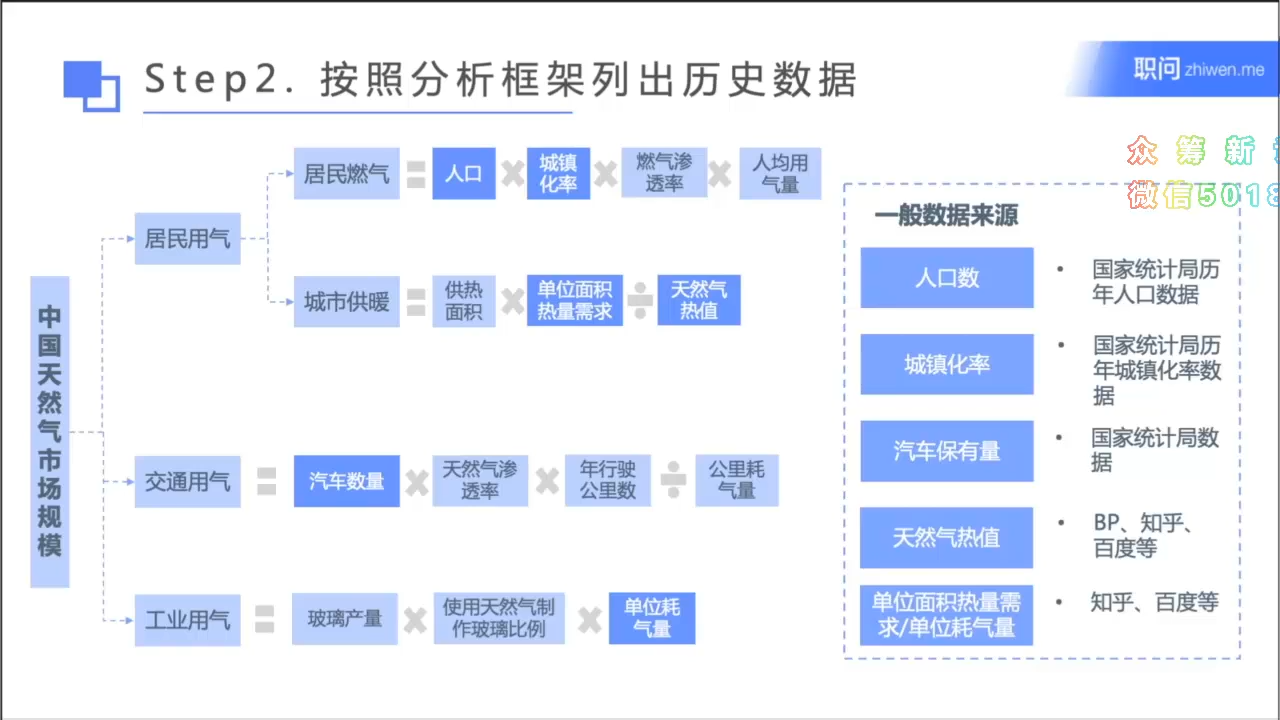 Step2. 按照分析框架列出历史数据
职问 zhiwen.me
众筹新
微信5018
中国天然气市场规模
居民用气
居民燃气
=
人口
×
城镇
化率
×
燃气渗
透率
×
人均用
气量
城市供暖
=
供热
面积
×
单位面积
热量需求
÷
天然气
热值
交通用气
=
汽车数量
×
天然气渗
透率
×
年行驶
公里数
÷
公里耗
气量
工业用气
=
玻璃产量
×
使用天然气制
作玻璃比例
×
单位耗
气量
一般数据来源
人口数
• 国家统计局历
年人口数据
城镇化率
• 国家统计局历
年城镇化率数
据
汽车保有量
• 国家统计局数
据
天然气热值
• BP、知乎、
百度等
单位面积热量需
求/单位耗气量
• 知乎、百度等